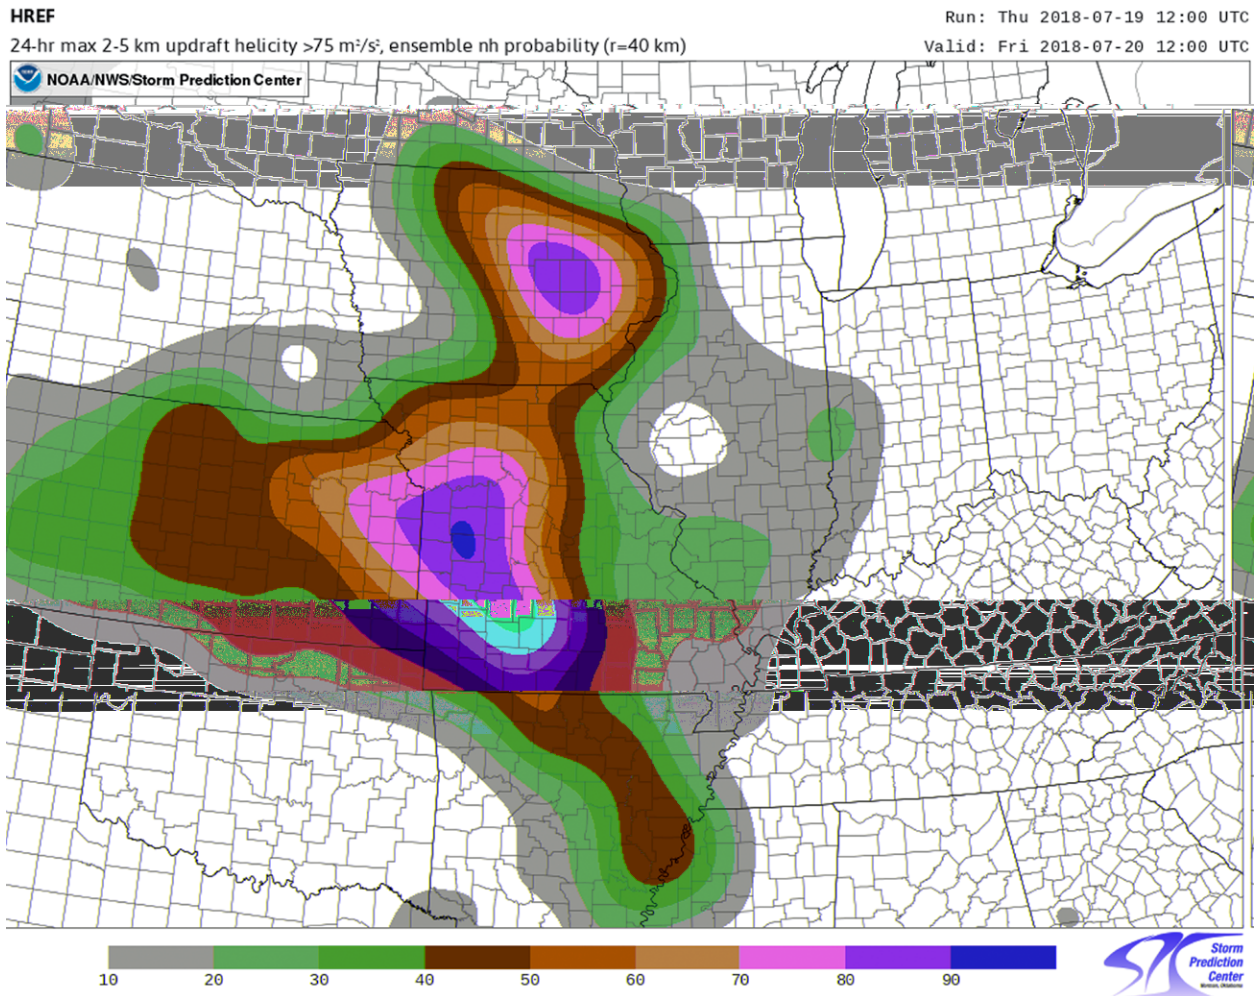 HREF
Run: Thu 2018-07-19 12:00 UTC
24-hr max 2-5 km updraft helicity >75 m²/s², ensemble nh probability (r=40 km)
Valid: Fri 2018-07-20 12:00 UTC
NOAA/NWS/Storm Prediction Center
10 20 30 40 50 60 70 80 90
Storm
Prediction
Center
Norman, Oklahoma